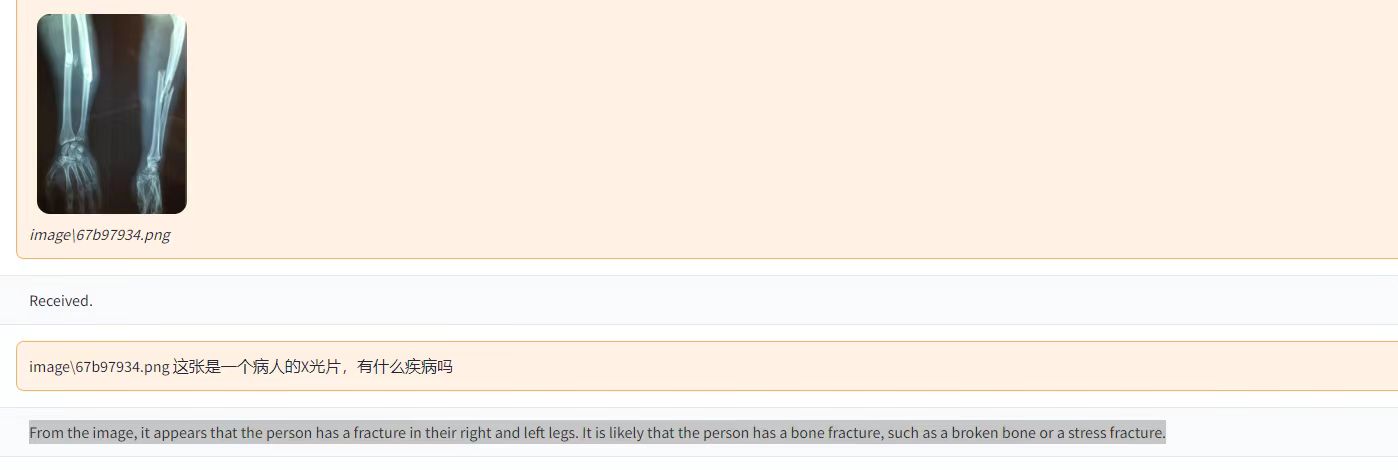 image\67b97934.png
Received.
image\67b97934.png 这张是一个病人的X光片，有什么疾病吗
From the image, it appears that the person has a fracture in their right and left legs. It is likely that the person has a bone fracture, such as a broken bone or a stress fracture.